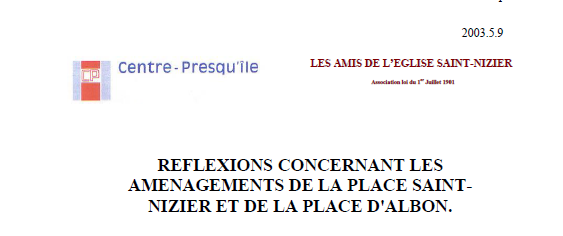 2003.5.9
Centre-Presqu'île
LES AMIS DE L'EGLISE SAINT-NIZIER
Association loi du 1er Juillet 1901
REFLEXIONS CONCERNANT LES
AMENAGEMENTS DE LA PLACE SAINT-
NIZIER ET DE LA PLACE D'ALBON.